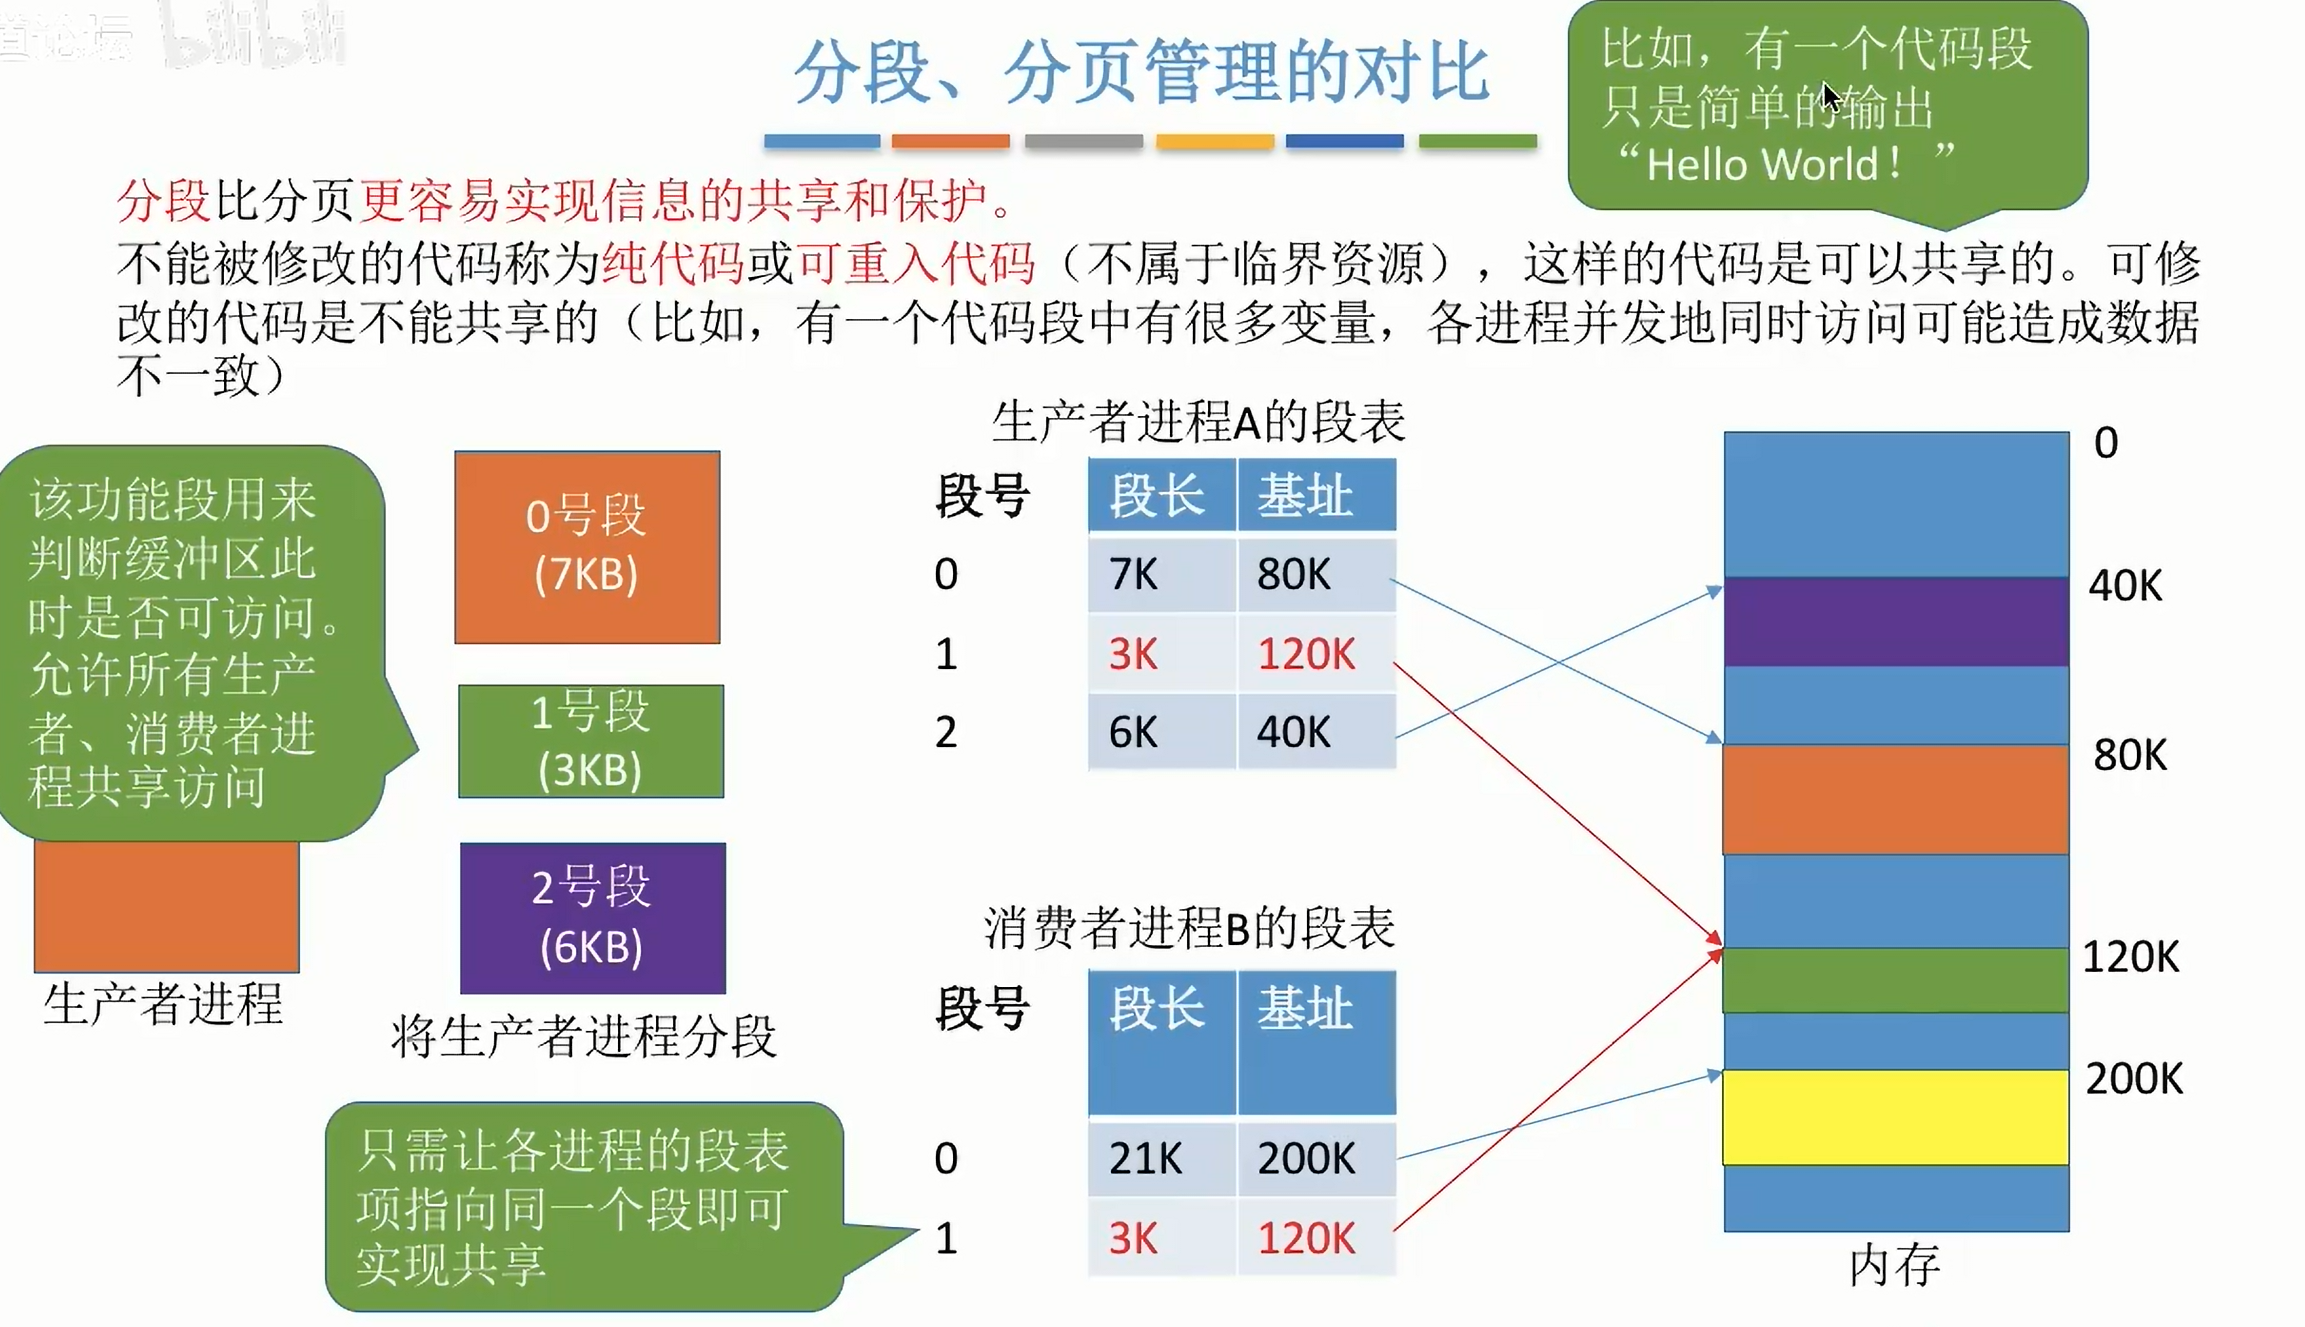 道论坛 bilibili
分段、分页管理的对比
比如，有一个代码段
只是简单的输出
“Hello World！”
分段比分页更容易实现信息的共享和保护。
不能被修改的代码称为纯代码或可重入代码（不属于临界资源），这样的代码是可以共享的。可修
改的代码是不能共享的（比如，有一个代码段中有很多变量，各进程并发地同时访问可能造成数据
不一致）
该功能段用来
判断缓冲区此
时是否可访问。
允许所有生产
者、消费者进
程共享访问
生产者进程
0号段
(7KB)
1号段
(3KB)
2号段
(6KB)
将生产者进程分段
生产者进程A的段表
段号 段长 基址
0 7K 80K
1 3K 120K
2 6K 40K
消费者进程B的段表
段号 段长 基址
0 21K 200K
1 3K 120K
只需让各进程的段表
项指向同一个段即可
实现共享
0
40K
80K
120K
200K
内存